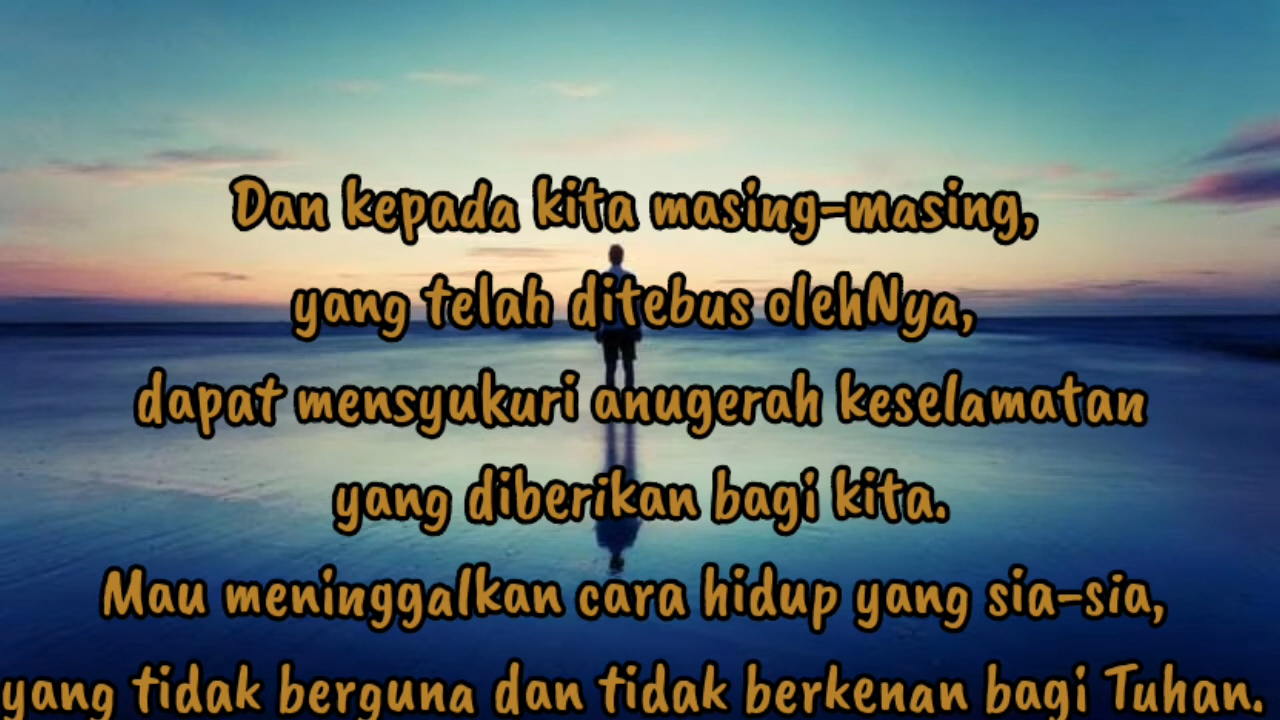 Dan kepada kita masing-masing,
yang telah ditebus olehNya,
dapat mensyukuri anugerah keselamatan
yang diberikan bagi kita.
Mau meninggalkan cara hidup yang sia-sia,
yang tidak berguna dan tidak berkenan bagi Tuhan.